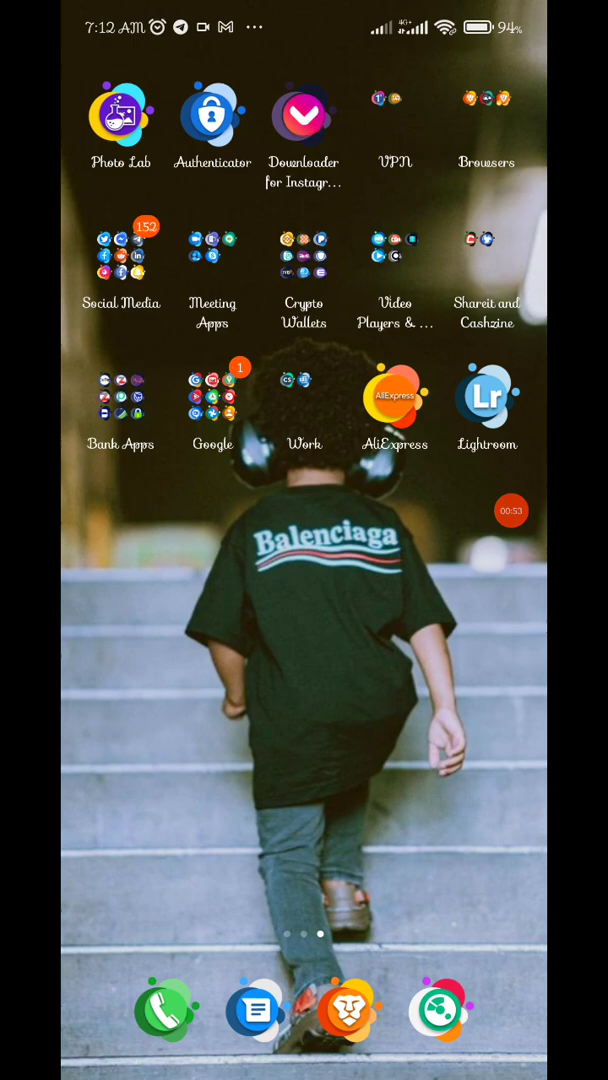 7:12 AM
4G+
94%
Photo Lab
Authenticator
Downloader
for Instagr...
VPN
Browsers
152
Social Media
Meeting
Apps
Crypto
Wallets
Video
Players & ...
Shareit and
Cashzine
1
Bank Apps
Google
Work
AliExpress
AliExpress
Lr
Lightroom
00:53
Balenciaga